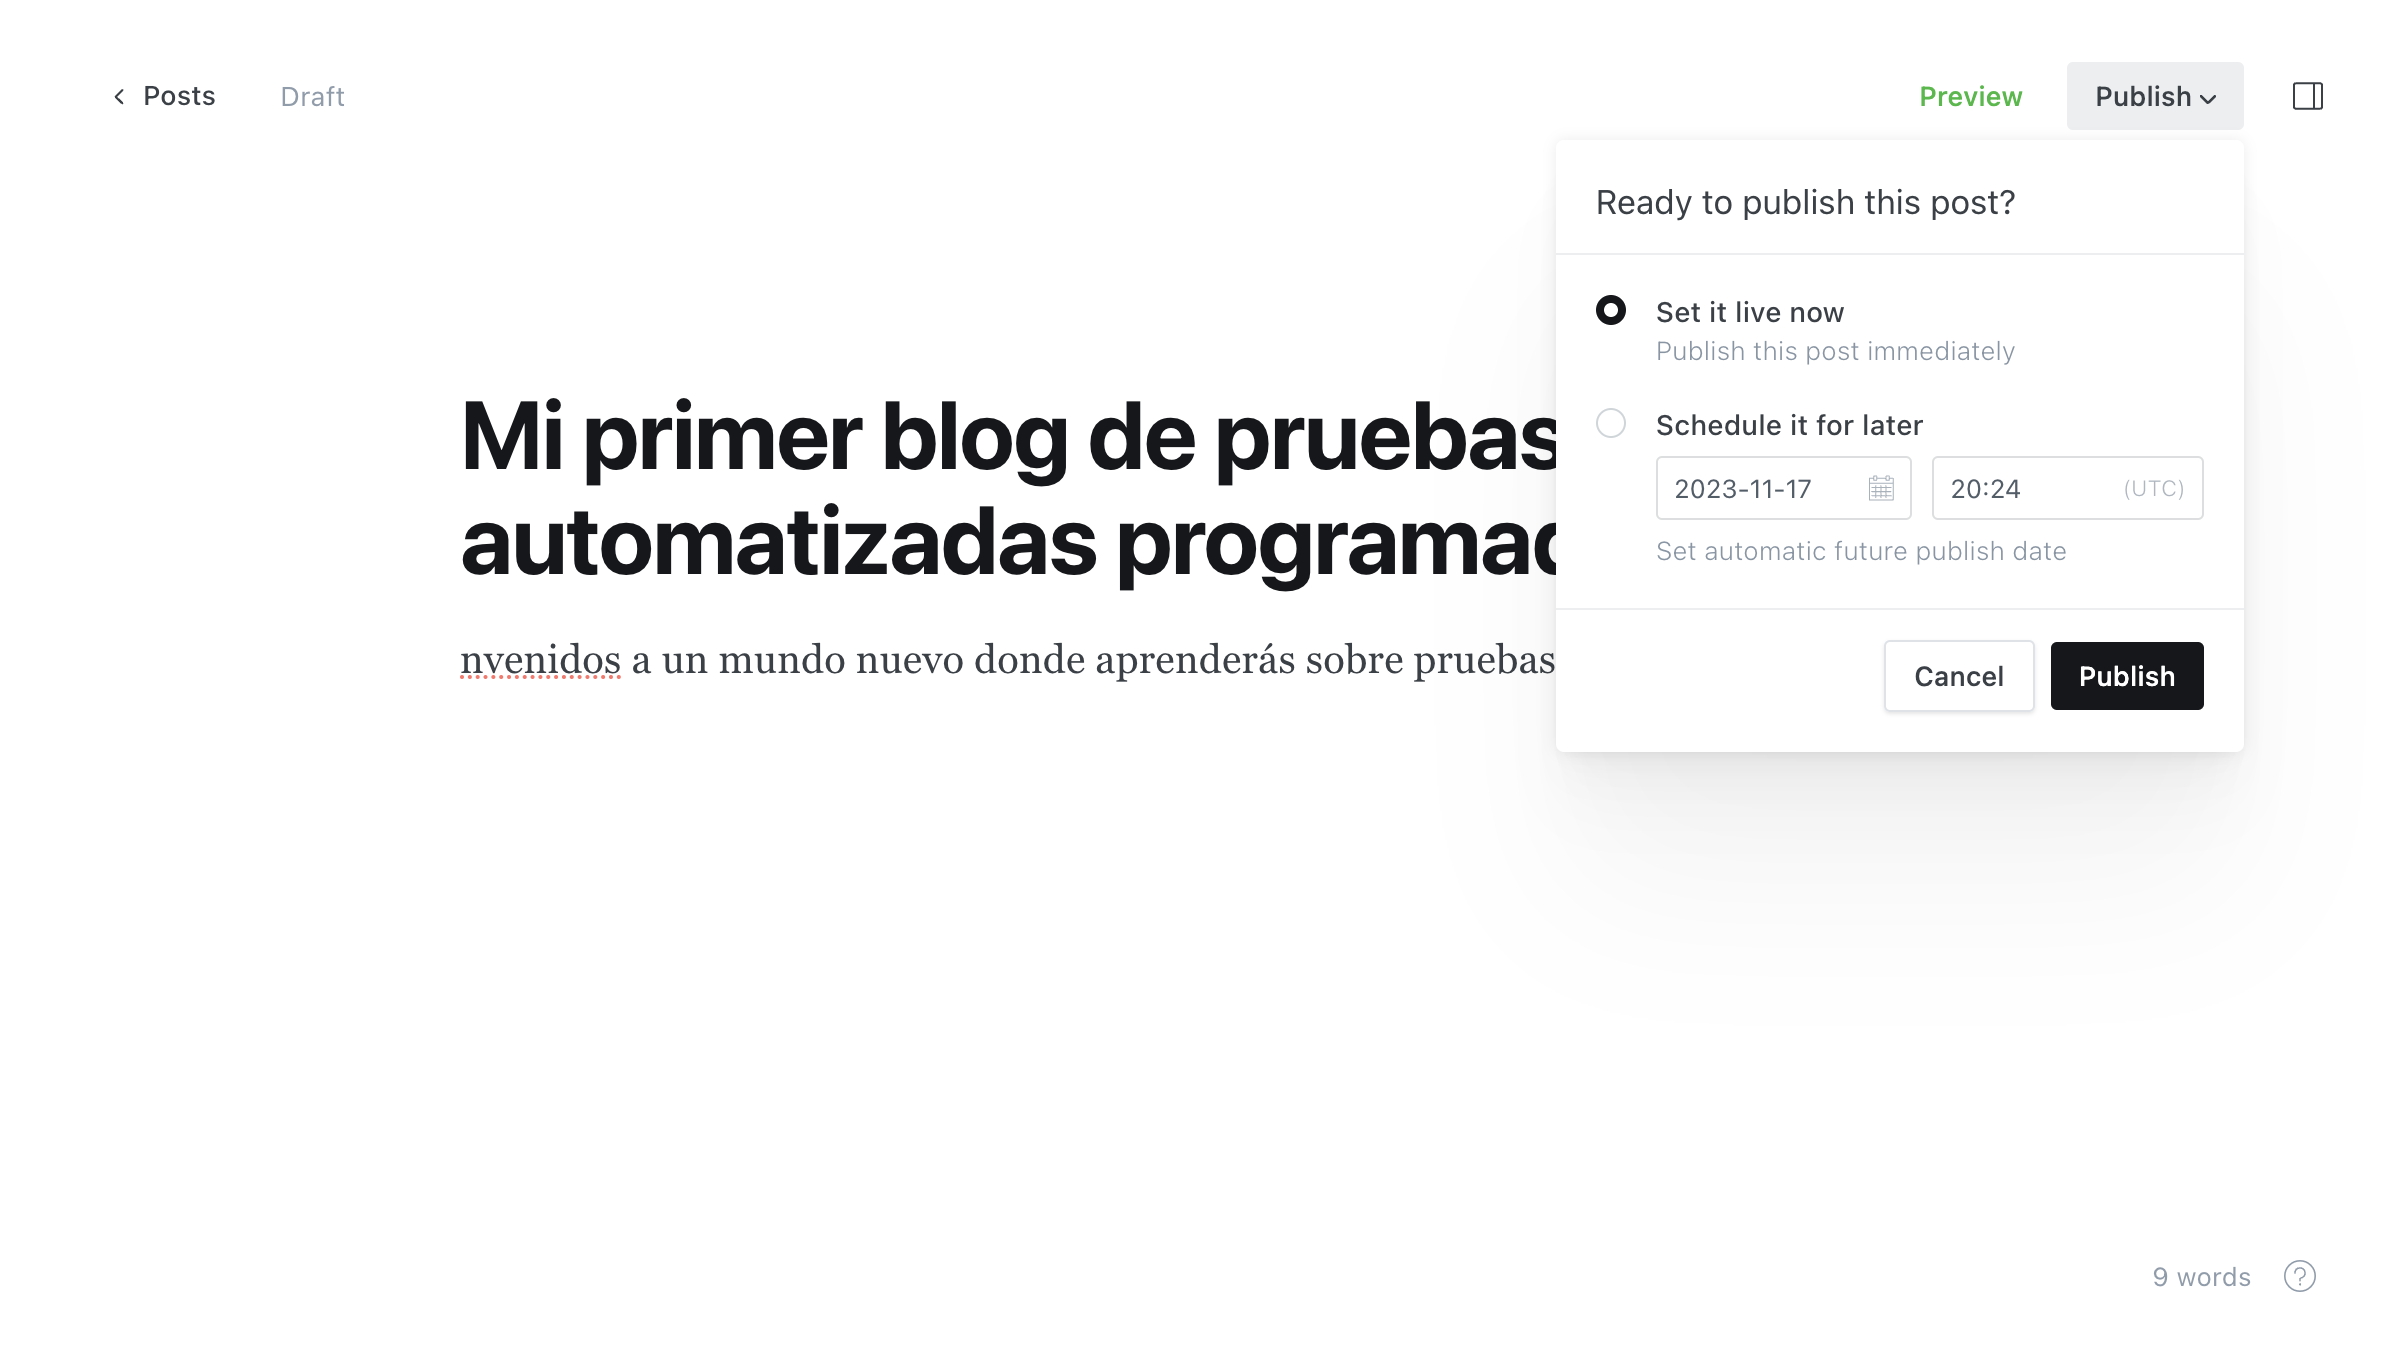 Posts
Draft
Preview
Publish
Ready to publish this post?
Set it live now
Publish this post immediately
Schedule it for later
2023-11-17
20:24 (UTC)
Set automatic future publish date
Cancel
Publish
Mi primer blog de pruebas
automatizadas
nvenidos a un mundo nuevo donde aprenderás sobre pruebas
9 words
?